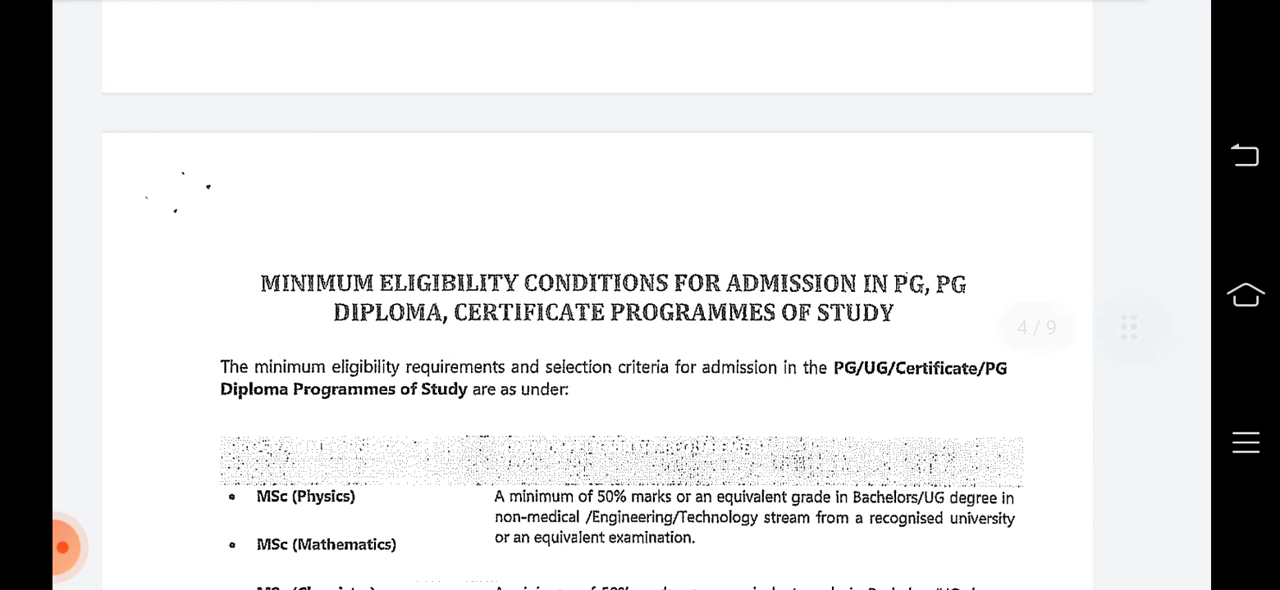 MINIMUM ELIGIBILITY CONDITIONS FOR ADMISSION IN PG, PG
DIPLOMA, CERTIFICATE PROGRAMMES OF STUDY
4 / 9
The minimum eligibility requirements and selection criteria for admission in the PG/UG/Certificate/PG
Diploma Programmes of Study are as under:
• MSc (Physics)
A minimum of 50% marks or an equivalent grade in Bachelors/UG degree in
non-medical /Engineering/Technology stream from a recognised university
or an equivalent examination.
• MSc (Mathematics)